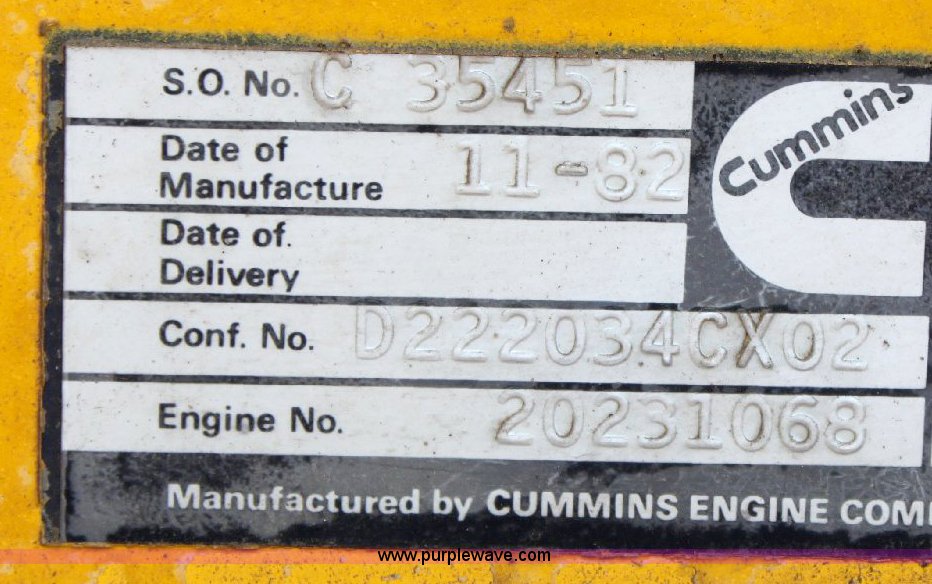 S.O. No. C 35451
Cummins
Date of
Manufacture 11-82
Date of.
Delivery
Conf. No. D222034CX02
Engine No. 20231068
Manufactured by CUMMINS ENGINE COM
www.purplewave.com